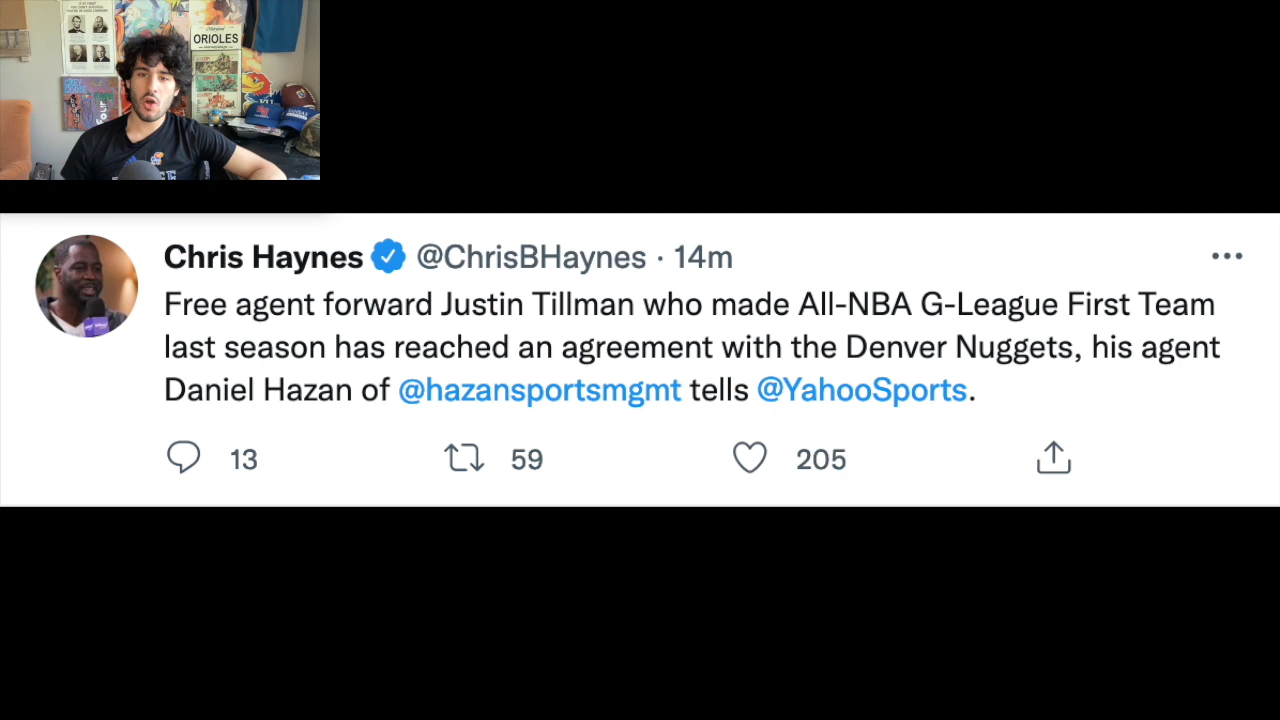 ORIOLES
KU
KANSAS
Chris Haynes @ChrisBHaynes · 14m
Free agent forward Justin Tillman who made All-NBA G-League First Team
last season has reached an agreement with the Denver Nuggets, his agent
Daniel Hazan of @hazansportsmgmt tells @YahooSports.
13 59 205